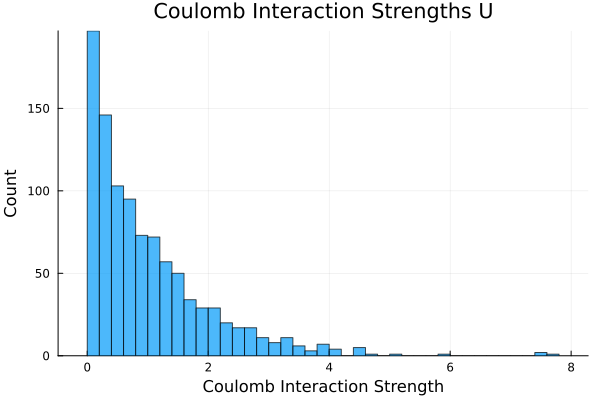 Coulomb Interaction Strengths U
150
100
50
0
Count
0 2 4 6 8
Coulomb Interaction Strength